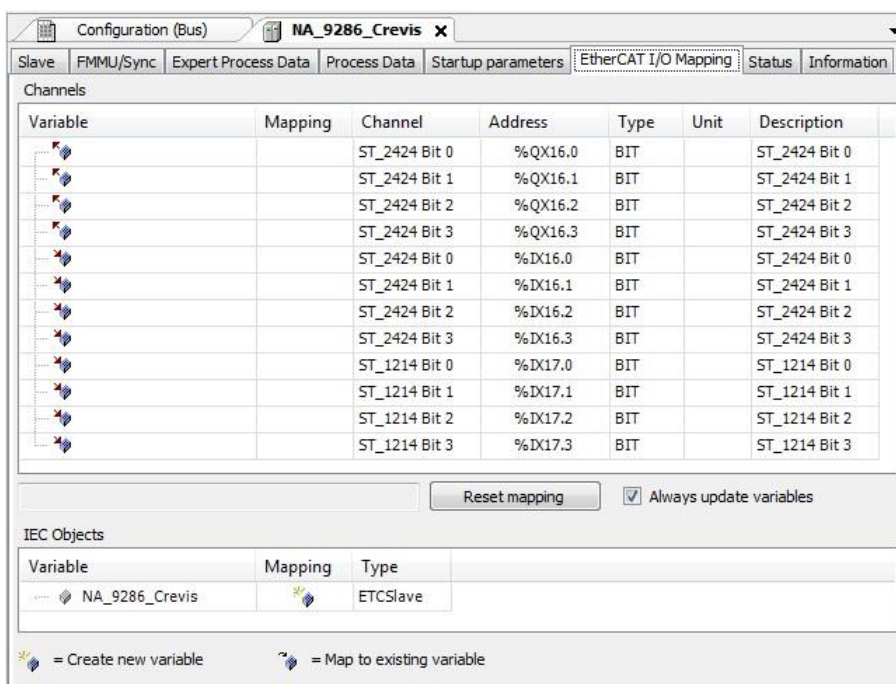 Configuration (Bus) NA_9286_Crevis
Slave FMMU/Sync Expert Process Data Process Data Startup parameters EtherCAT I/O Mapping Status Information
Channels
Variable Mapping Channel Address Type Unit Description
ST_2424 Bit 0 %QX16.0 BIT ST_2424 Bit 0
ST_2424 Bit 1 %QX16.1 BIT ST_2424 Bit 1
ST_2424 Bit 2 %QX16.2 BIT ST_2424 Bit 2
ST_2424 Bit 3 %QX16.3 BIT ST_2424 Bit 3
ST_2424 Bit 0 %IX16.0 BIT ST_2424 Bit 0
ST_2424 Bit 1 %IX16.1 BIT ST_2424 Bit 1
ST_2424 Bit 2 %IX16.2 BIT ST_2424 Bit 2
ST_2424 Bit 3 %IX16.3 BIT ST_2424 Bit 3
ST_1214 Bit 0 %IX17.0 BIT ST_1214 Bit 0
ST_1214 Bit 1 %IX17.1 BIT ST_1214 Bit 1
ST_1214 Bit 2 %IX17.2 BIT ST_1214 Bit 2
ST_1214 Bit 3 %IX17.3 BIT ST_1214 Bit 3
Reset mapping Always update variables
IEC Objects
Variable Mapping Type
NA_9286_Crevis ETCSlave
= Create new variable = Map to existing variable